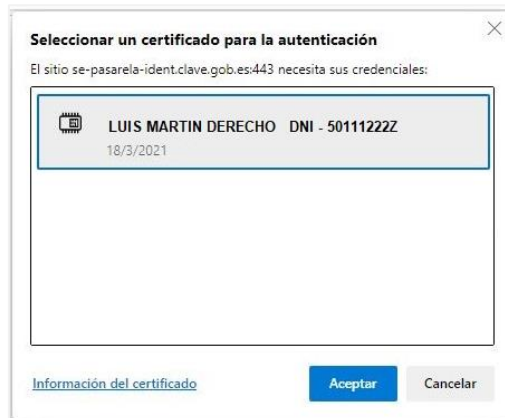 Seleccionar un certificado para la autenticación
El sitio se-pasarela-ident.clave.gob.es:443 necesita sus credenciales:
LUIS MARTIN DERECHO DNI - 50111222Z
18/3/2021
Información del certificado
Aceptar
Cancelar